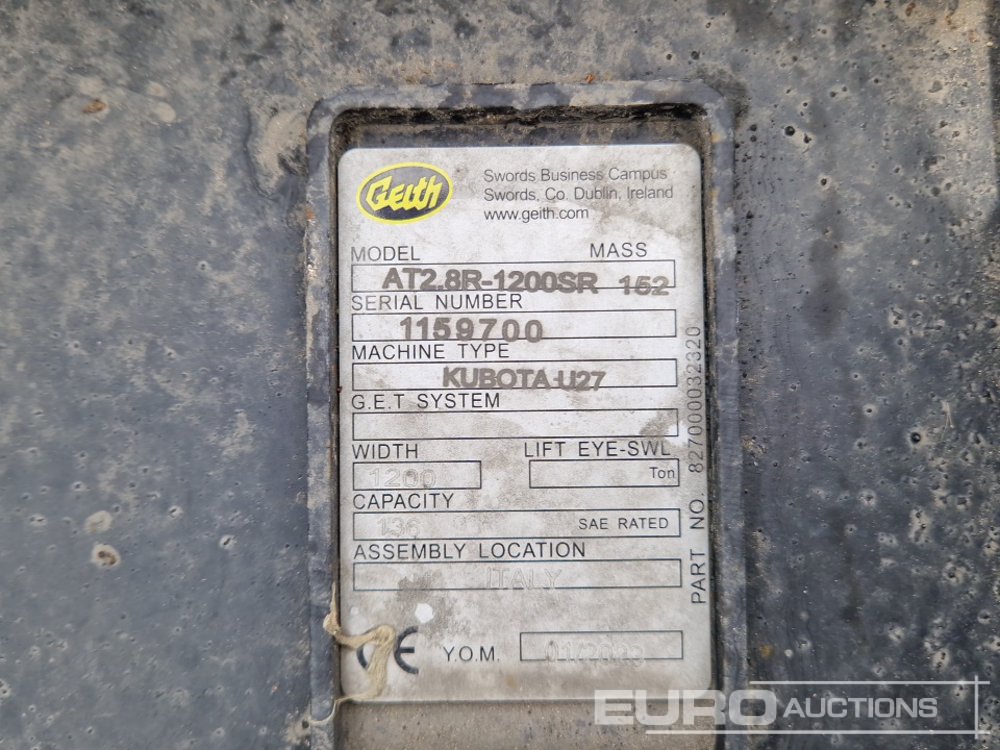 Geith
Swords Business Campus
Swords, Co. Dublin, Ireland
www.geith.com
MODEL MASS
AT2.8R-1200SR 152
SERIAL NUMBER
1159700
MACHINE TYPE
KUBOTA U27
G.E.T SYSTEM
WIDTH LIFT EYE-SWL
1200 Ton
CAPACITY
SAE RATED
ASSEMBLY LOCATION
ITALY
CE Y.O.M.
PART NO. 827000032320
EURO AUCTIONS